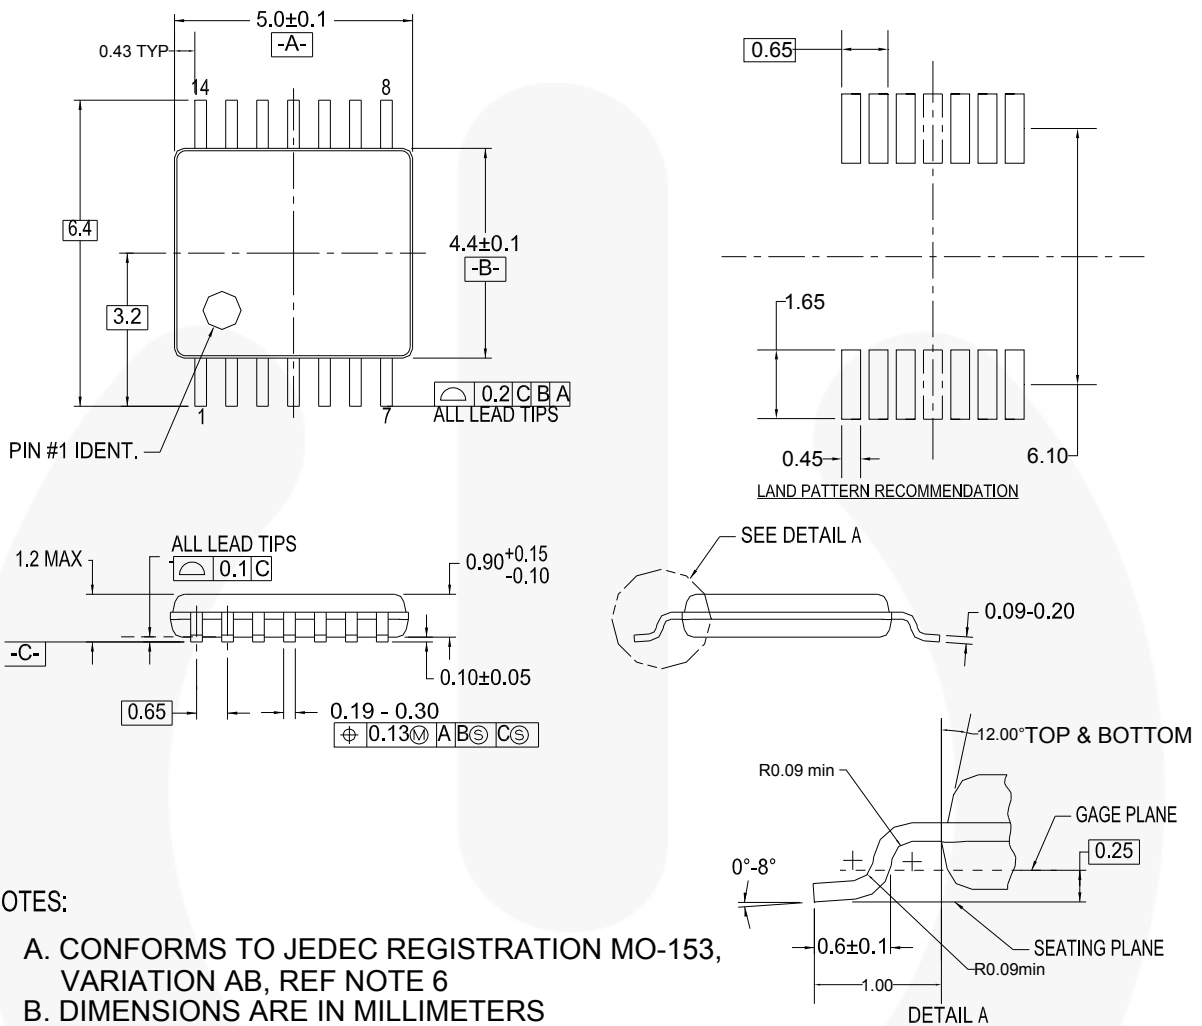 5.0±0.1
-A-
0.43 TYP
0.65
14
8
6.4
4.4±0.1
-B-
3.2
1.65
0.2 C B A
ALL LEAD TIPS
1
7
PIN #1 IDENT.
0.45
6.10
LAND PATTERN RECOMMENDATION
ALL LEAD TIPS
0.1 C
1.2 MAX
0.90 +0.15
-0.10
SEE DETAIL A
0.09-0.20
-C-
0.10±0.05
0.65
0.19 - 0.30
⌖ 0.13Ⓜ A BⓈ CⓈ
12.00° TOP & BOTTOM
R0.09 min
GAGE PLANE
0.25
0°-8°
0.6±0.1
SEATING PLANE
R0.09min
1.00
DETAIL A
OTES:
A. CONFORMS TO JEDEC REGISTRATION MO-153,
VARIATION AB, REF NOTE 6
B. DIMENSIONS ARE IN MILLIMETERS